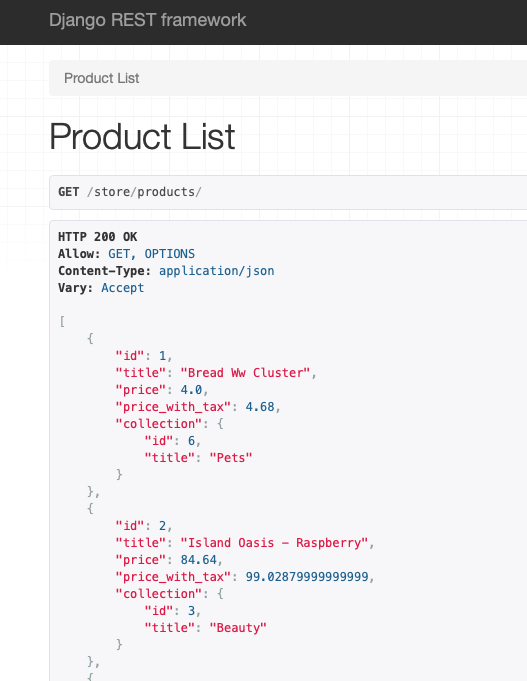 Django REST framework
Product List
Product List
GET /store/products/
HTTP 200 OK
Allow: GET, OPTIONS
Content-Type: application/json
Vary: Accept
[
    {
        "id": 1,
        "title": "Bread Ww Cluster",
        "price": 4.0,
        "price_with_tax": 4.68,
        "collection": {
            "id": 6,
            "title": "Pets"
        }
    },
    {
        "id": 2,
        "title": "Island Oasis - Raspberry",
        "price": 84.64,
        "price_with_tax": 99.02879999999999,
        "collection": {
            "id": 3,
            "title": "Beauty"
        }
    },
    {